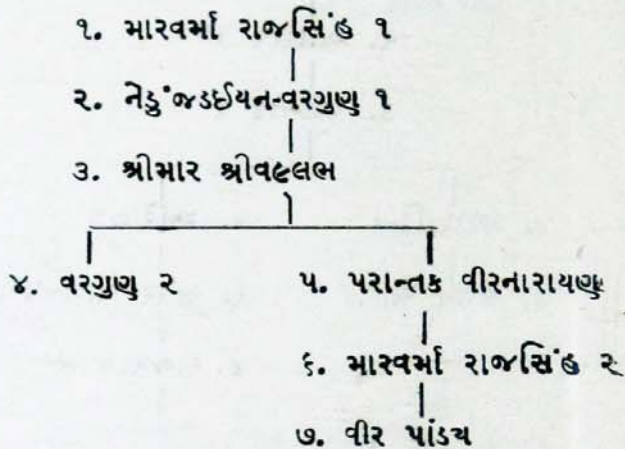 ૧. મારવર્મા રાજસિંહ ૧
૨. નેડુંજડઈયન-વરગુણ ૧
૩. શ્રીમાર શ્રીવલ્લભ
૪. વરગુણ ૨ ૫. પરાન્તક વીરનારાયણ
૬. મારવર્મા રાજસિંહ ૨
૭. વીર પાંડય